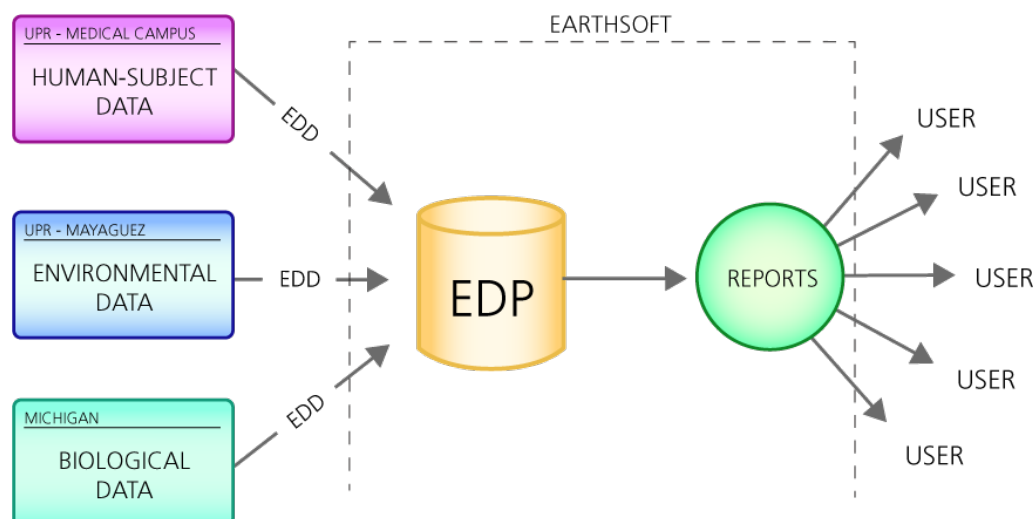 EARTHSOFT
UPR - MEDICAL CAMPUS
HUMAN-SUBJECT
DATA
EDD
UPR - MAYAGUEZ
ENVIRONMENTAL
DATA
EDD
MICHIGAN
BIOLOGICAL
DATA
EDD
EDP
REPORTS
USER
USER
USER
USER
USER